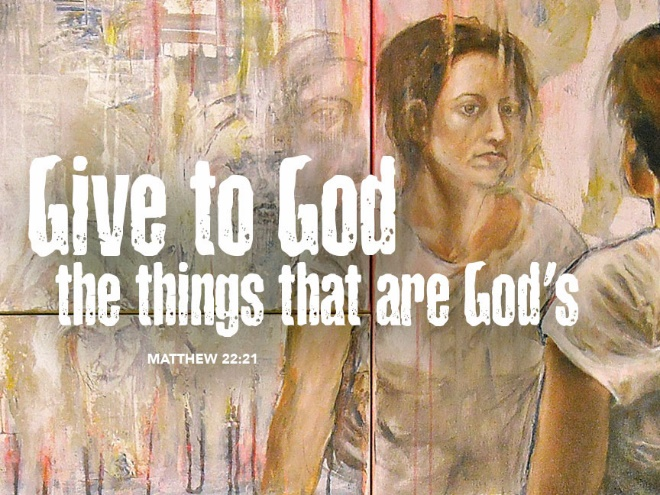 Give to God
the things that are God's
MATTHEW 22:21